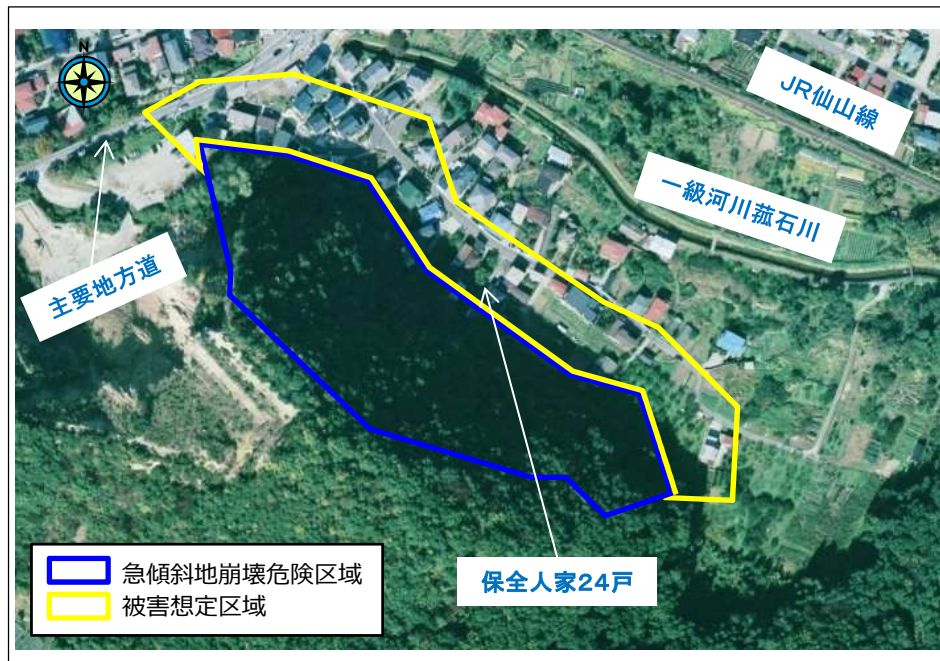 N
JR仙山線
一級河川菰石川
主要地方道
保全人家24戸
急傾斜地崩壊危険区域
被害想定区域